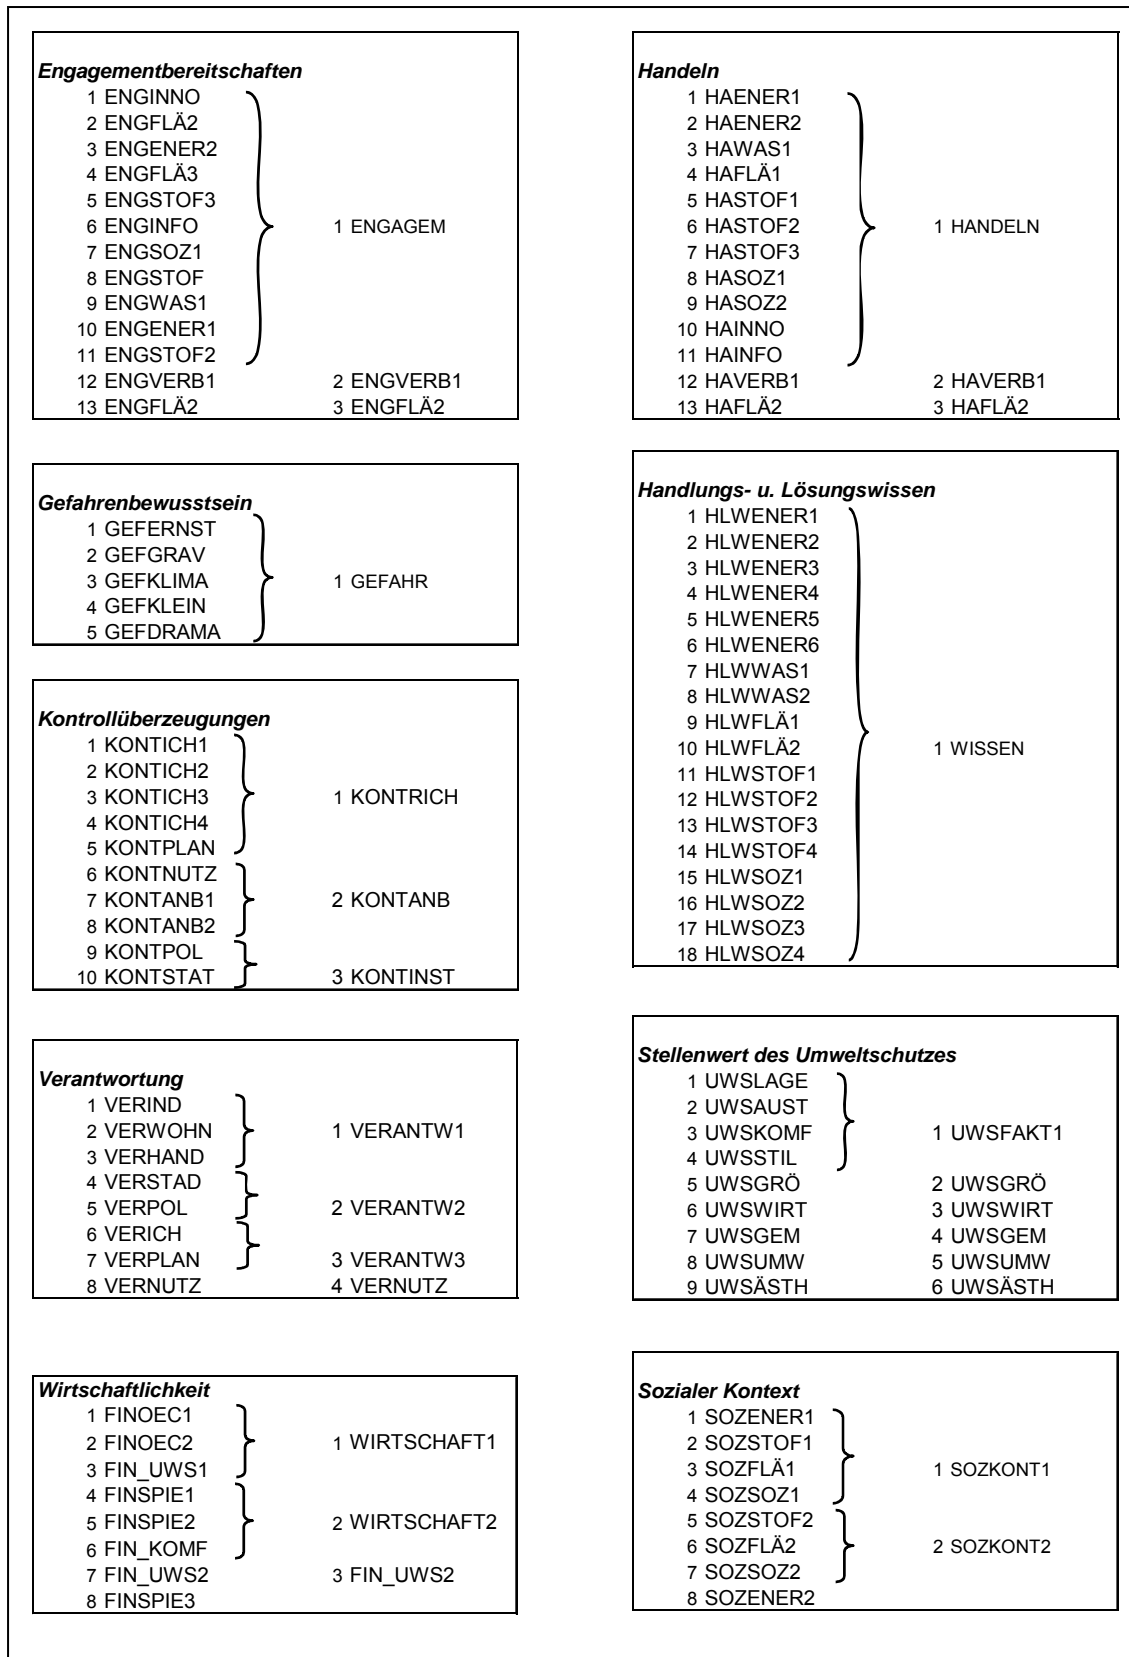 Engagementbereitschaften
1 ENGINNO
2 ENGFLÄ2
3 ENGENER2
4 ENGFLÄ3
5 ENGSTOF3
6 ENGINFO 1 ENGAGEM
7 ENGSOZ1
8 ENGSTOF
9 ENGWAS1
10 ENGENER1
11 ENGSTOF2
12 ENGVERB1 2 ENGVERB1
13 ENGFLÄ2 3 ENGFLÄ2
Handeln
1 HAENER1
2 HAENER2
3 HAWAS1
4 HAFLÄ1
5 HASTOF1
6 HASTOF2 1 HANDELN
7 HASTOF3
8 HASOZ1
9 HASOZ2
10 HAINNO
11 HAINFO
12 HAVERB1 2 HAVERB1
13 HAFLÄ2 3 HAFLÄ2
Gefahrenbewusstsein
1 GEFERNST
2 GEFGRAV
3 GEFKLIMA 1 GEFAHR
4 GEFKLEIN
5 GEFDRAMA
Handlungs- u. Lösungswissen
1 HLWENER1
2 HLWENER2
3 HLWENER3
4 HLWENER4
5 HLWENER5
6 HLWENER6
7 HLWWAS1
8 HLWWAS2
9 HLWFLÄ1
10 HLWFLÄ2 1 WISSEN
11 HLWSTOF1
12 HLWSTOF2
13 HLWSTOF3
14 HLWSTOF4
15 HLWSOZ1
16 HLWSOZ2
17 HLWSOZ3
18 HLWSOZ4
Kontrollüberzeugungen
1 KONTICH1
2 KONTICH2
3 KONTICH3 1 KONTRICH
4 KONTICH4
5 KONTPLAN
6 KONTNUTZ
7 KONTANB1 2 KONTANB
8 KONTANB2
9 KONTPOL
10 KONTSTAT 3 KONTINST
Verantwortung
1 VERIND
2 VERWOHN 1 VERANTW1
3 VERHAND
4 VERSTAD
5 VERPOL 2 VERANTW2
6 VERICH
7 VERPLAN 3 VERANTW3
8 VERNUTZ 4 VERNUTZ
Stellenwert des Umweltschutzes
1 UWSLAGE
2 UWSAUST
3 UWSKOMF 1 UWSFAKT1
4 UWSSTIL
5 UWSGRÖ 2 UWSGRÖ
6 UWSWIRT 3 UWSWIRT
7 UWSGEM 4 UWSGEM
8 UWSUMW 5 UWSUMW
9 UWSÄSTH 6 UWSÄSTH
Wirtschaftlichkeit
1 FINOEC1
2 FINOEC2 1 WIRTSCHAFT1
3 FIN_UWS1
4 FINSPIE1
5 FINSPIE2 2 WIRTSCHAFT2
6 FIN_KOMF
7 FIN_UWS2 3 FIN_UWS2
8 FINSPIE3
Sozialer Kontext
1 SOZENER1
2 SOZSTOF1
3 SOZFLÄ1 1 SOZKONT1
4 SOZSOZ1
5 SOZSTOF2
6 SOZFLÄ2 2 SOZKONT2
7 SOZSOZ2
8 SOZENER2